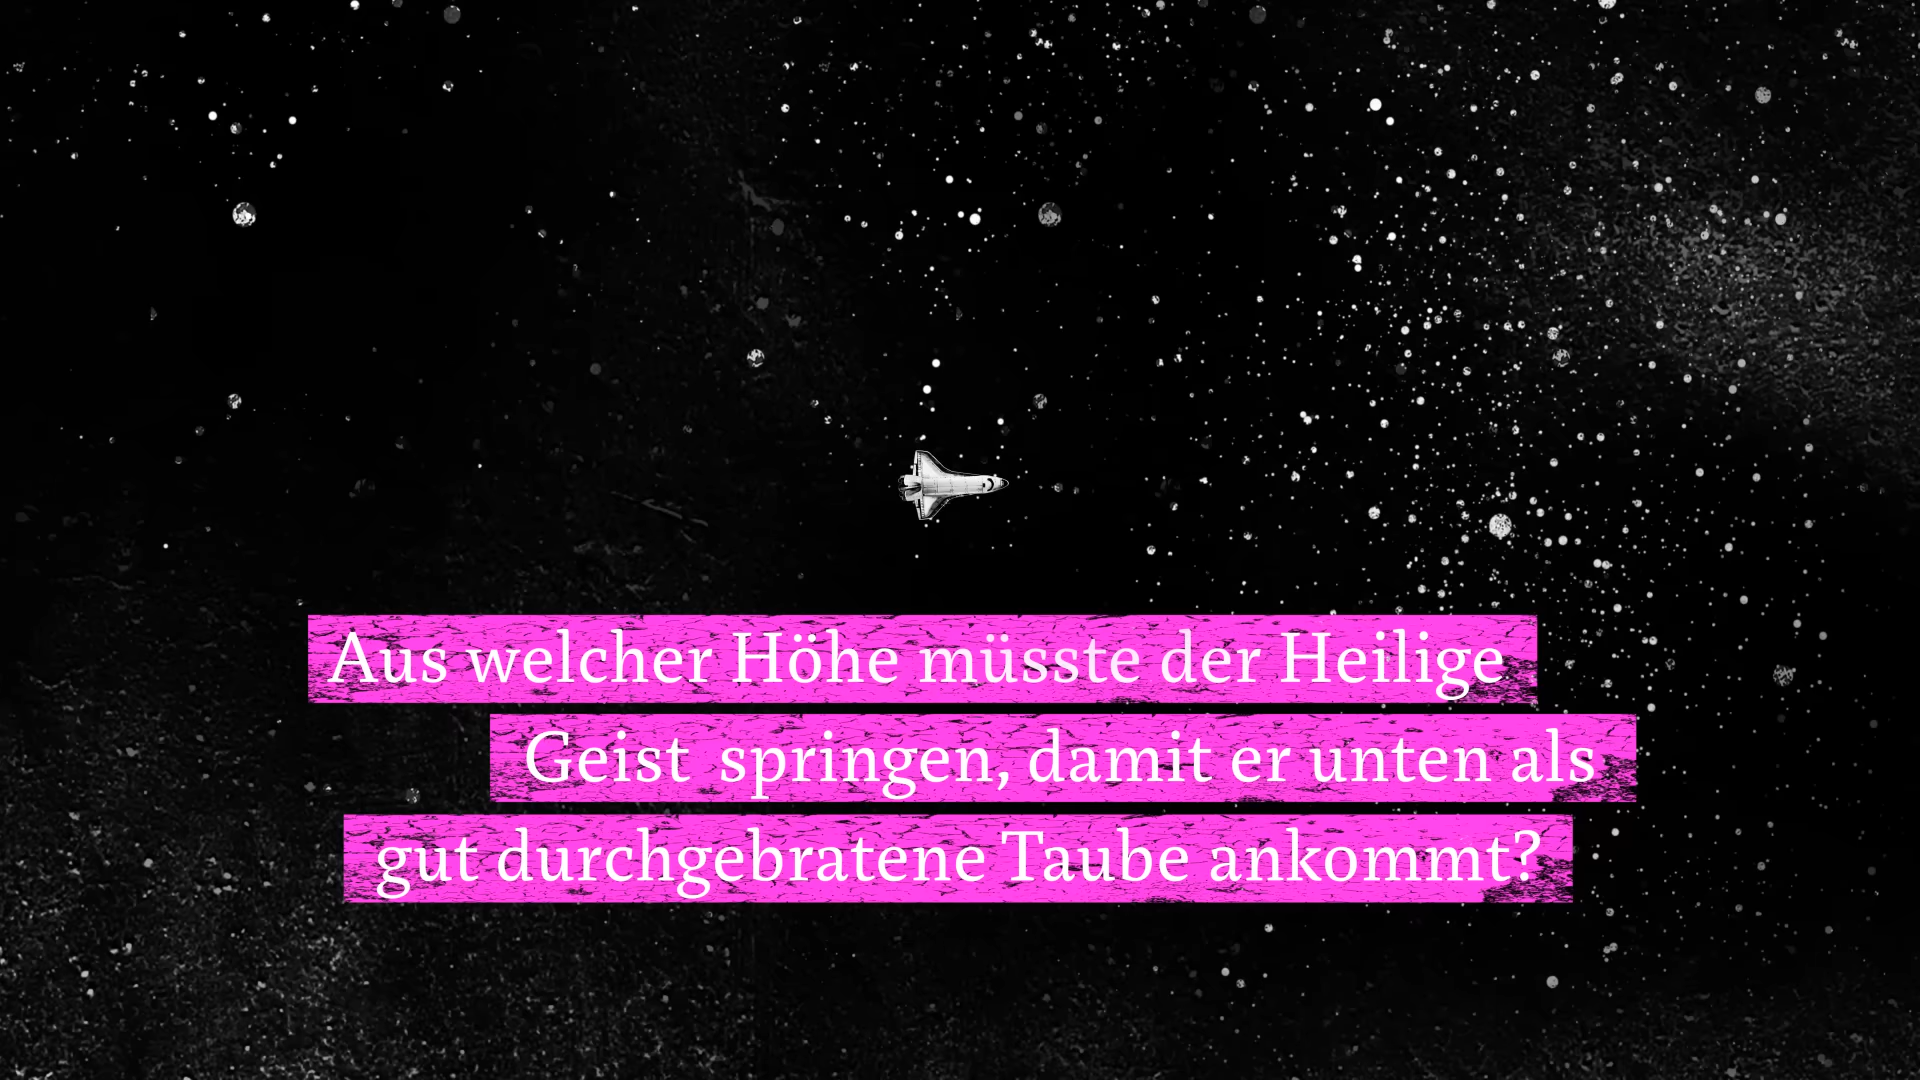 Aus welcher Höhe müsste der Heilige
Geist springen, damit er unten als
gut durchgebratene Taube ankommt?